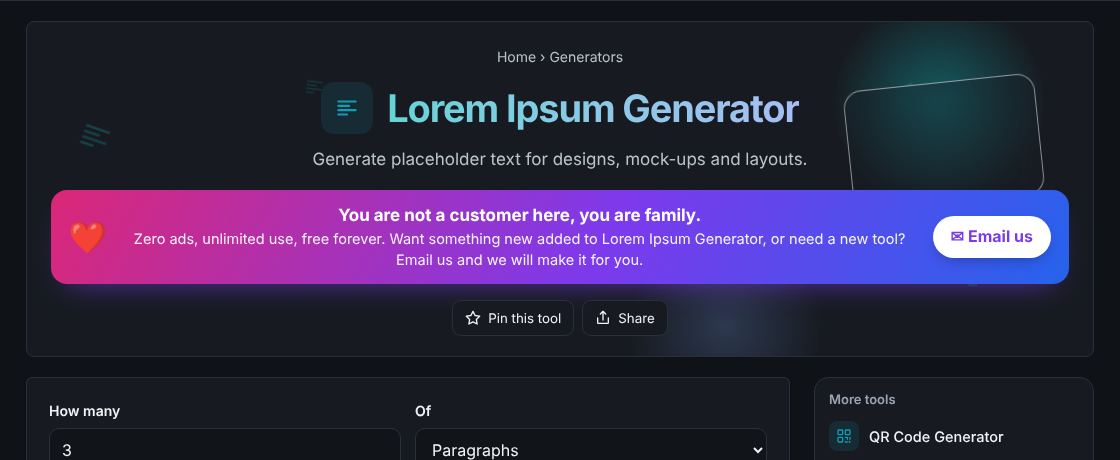 Home › Generators
Lorem Ipsum Generator
Generate placeholder text for designs, mock-ups and layouts.
You are not a customer here, you are family.
Zero ads, unlimited use, free forever. Want something new added to Lorem Ipsum Generator, or need a new tool?
Email us and we will make it for you.
✉ Email us
Pin this tool
Share
How many
Of
3
Paragraphs
More tools
QR Code Generator